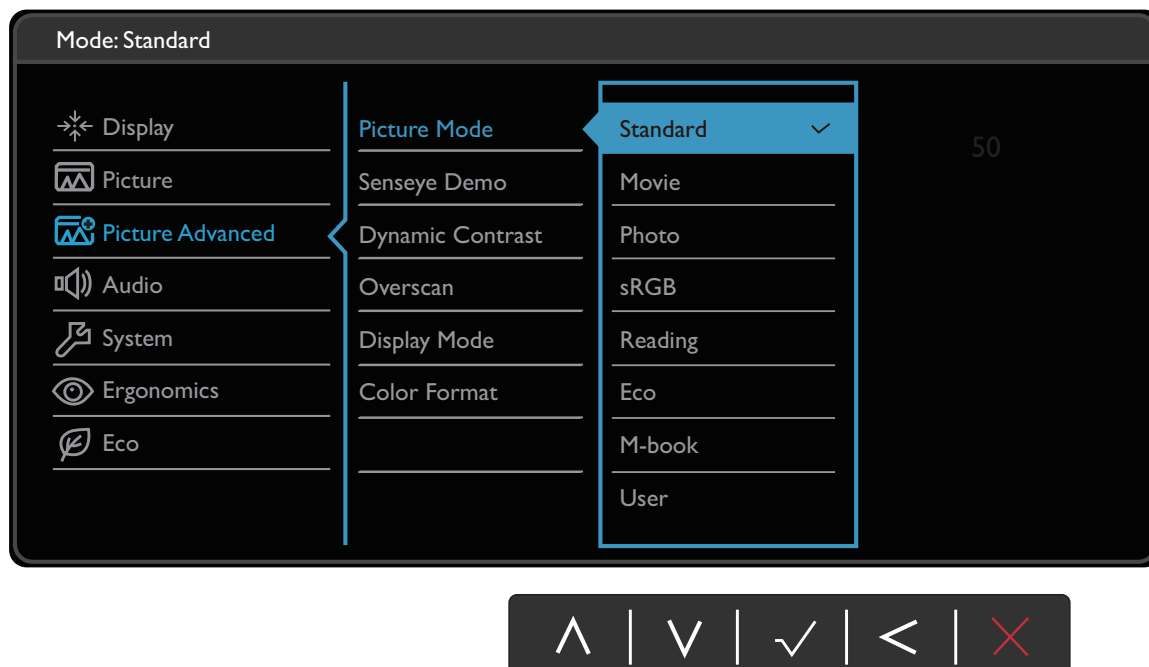 Mode: Standard
Display
Picture
Picture Advanced
Audio
System
Ergonomics
Eco
Picture Mode
Senseye Demo
Dynamic Contrast
Overscan
Display Mode
Color Format
Standard
Movie
Photo
sRGB
Reading
Eco
M-book
User
50